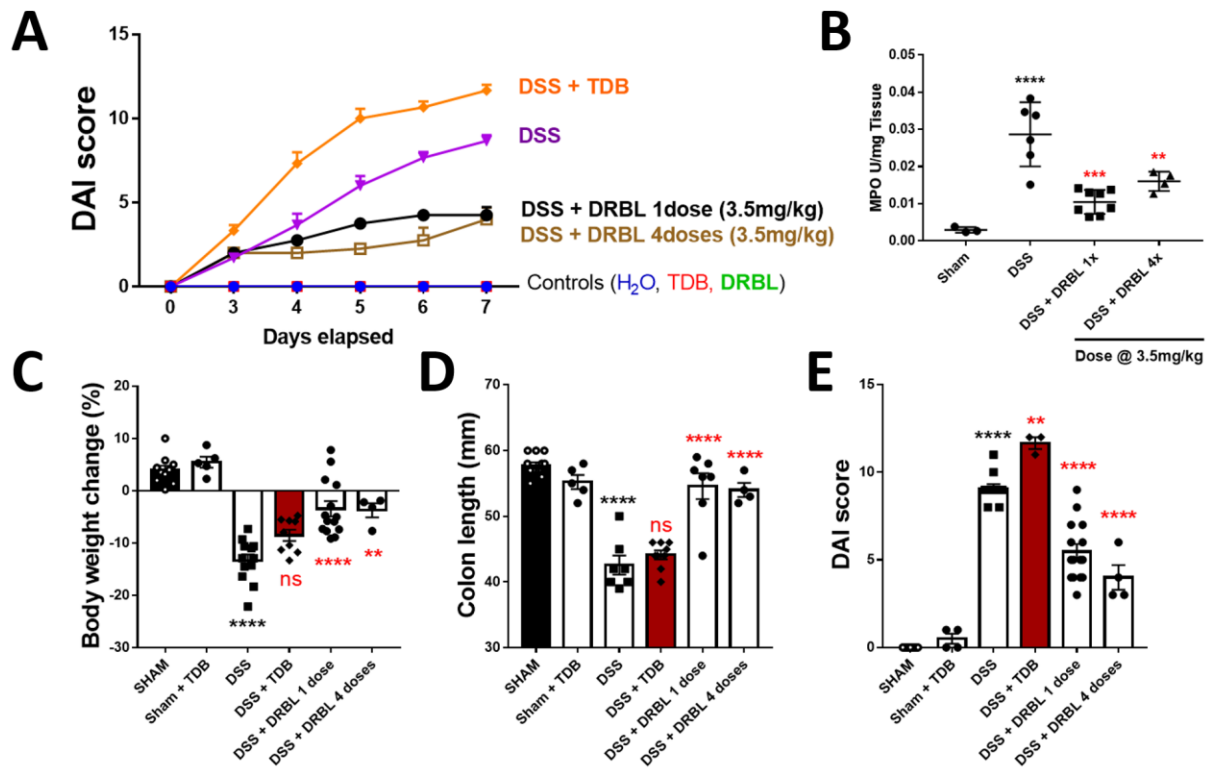 A
DAI score
15
10
5
0
0 3 4 5 6 7
Days elapsed
DSS + TDB
DSS
DSS + DRBL 1dose (3.5mg/kg)
DSS + DRBL 4doses (3.5mg/kg)
Controls (H₂O, TDB, DRBL)
B
MPO U/mg Tissue
0.05
0.04
0.03
0.02
0.01
0.00
****
***
**
Sham
DSS
DSS + DRBL 1x
DSS + DRBL 4x
Dose @ 3.5mg/kg
C
Body weight change (%)
20
10
0
-10
-20
-30
****
ns
****
**
SHAM
Sham + TDB
DSS
DSS + TDB
DSS + DRBL 1 dose
DSS + DRBL 4 doses
D
Colon length (mm)
70
60
50
40
30
****
ns
****
****
SHAM
Sham + TDB
DSS
DSS + TDB
DSS + DRBL 1 dose
DSS + DRBL 4 doses
E
DAI score
15
10
5
0
****
**
****
****
SHAM
Sham + TDB
DSS
DSS + TDB
DSS + DRBL 1 dose
DSS + DRBL 4 doses